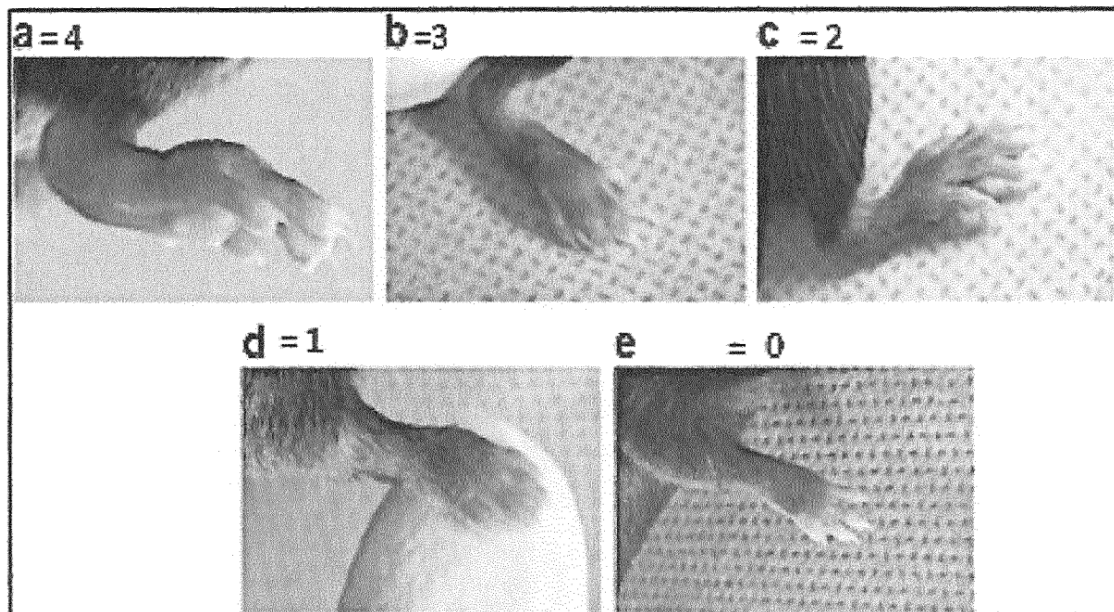 a =4
b =3
c =2
d =1
e = 0